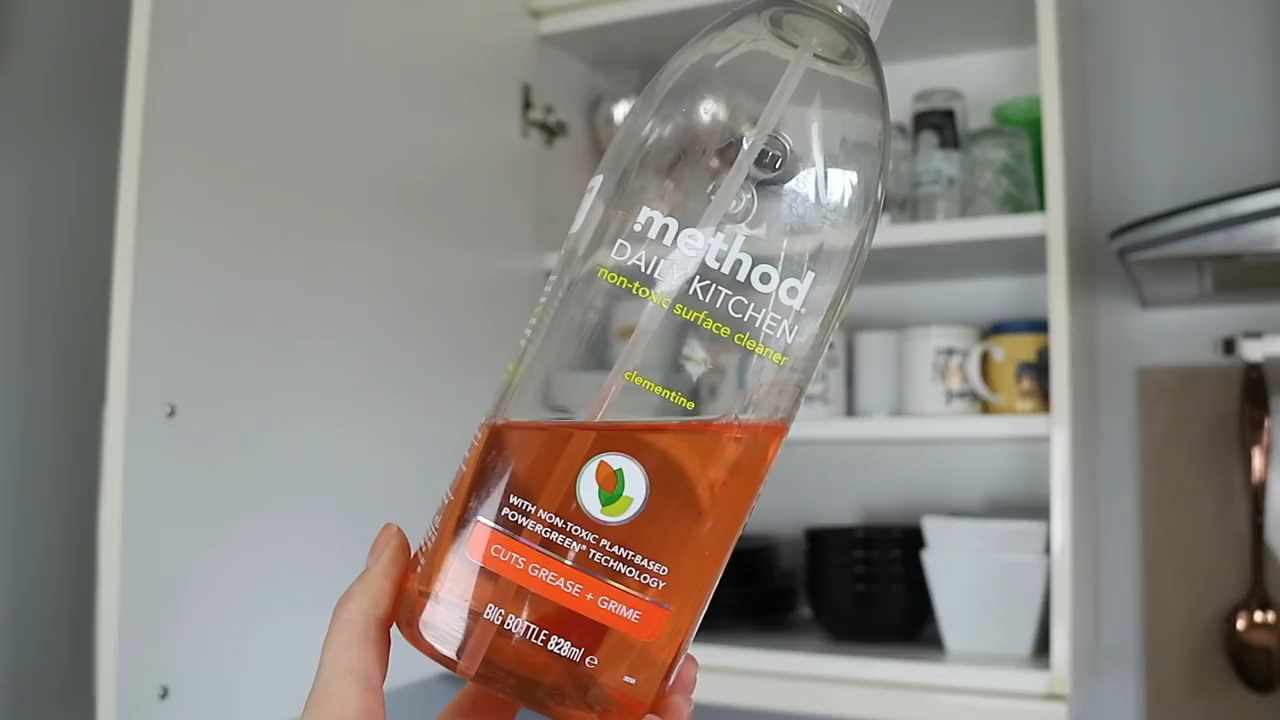 method
DAILY KITCHEN
non-toxic surface cleaner
clementine
WITH NON-TOXIC PLANT-BASED
POWERGREEN® TECHNOLOGY
CUTS GREASE + GRIME
BIG BOTTLE 828ml ℮